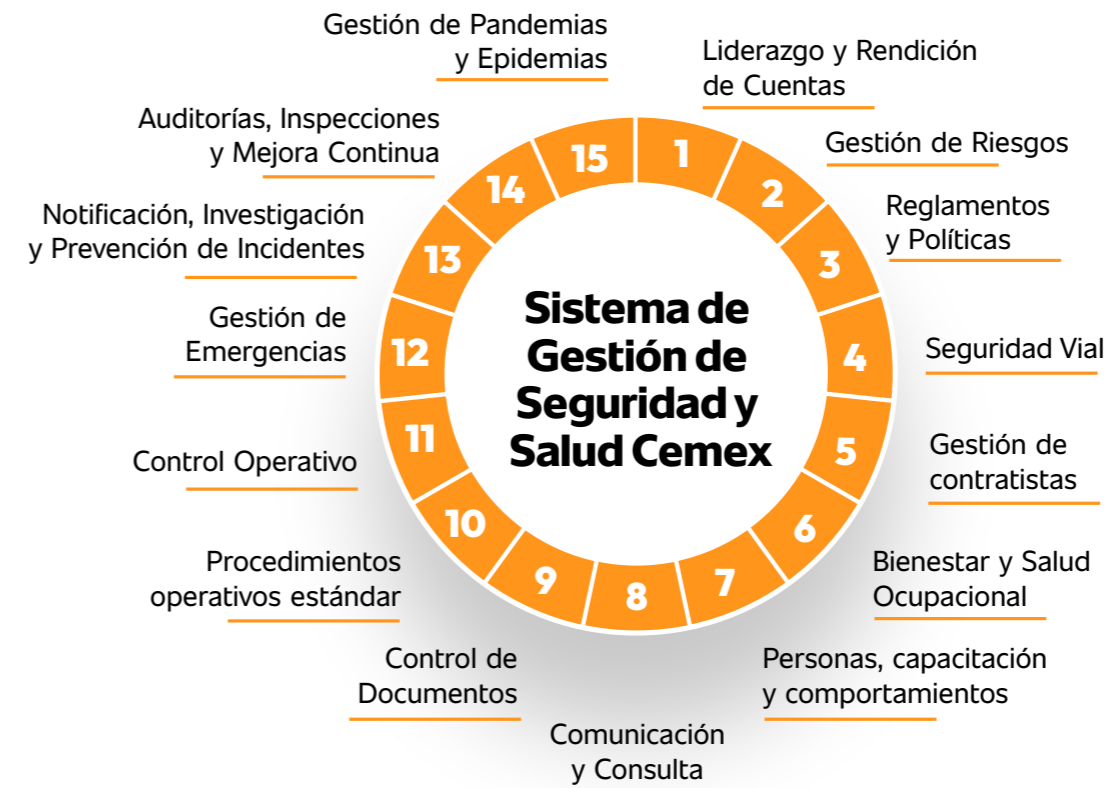 Gestión de Pandemias
y Epidemias
15
Liderazgo y Rendición
de Cuentas
1
Gestión de Riesgos
2
Reglamentos
y Políticas
3
Seguridad Vial
4
Gestión de
contratistas
5
Bienestar y Salud
Ocupacional
6
Personas, capacitación
y comportamientos
7
Comunicación
y Consulta
8
Control de
Documentos
9
Procedimientos
operativos estándar
10
Control Operativo
11
Gestión de
Emergencias
12
Notificación, Investigación
y Prevención de Incidentes
13
Auditorías, Inspecciones
y Mejora Continua
14
Sistema de
Gestión de
Seguridad y
Salud Cemex